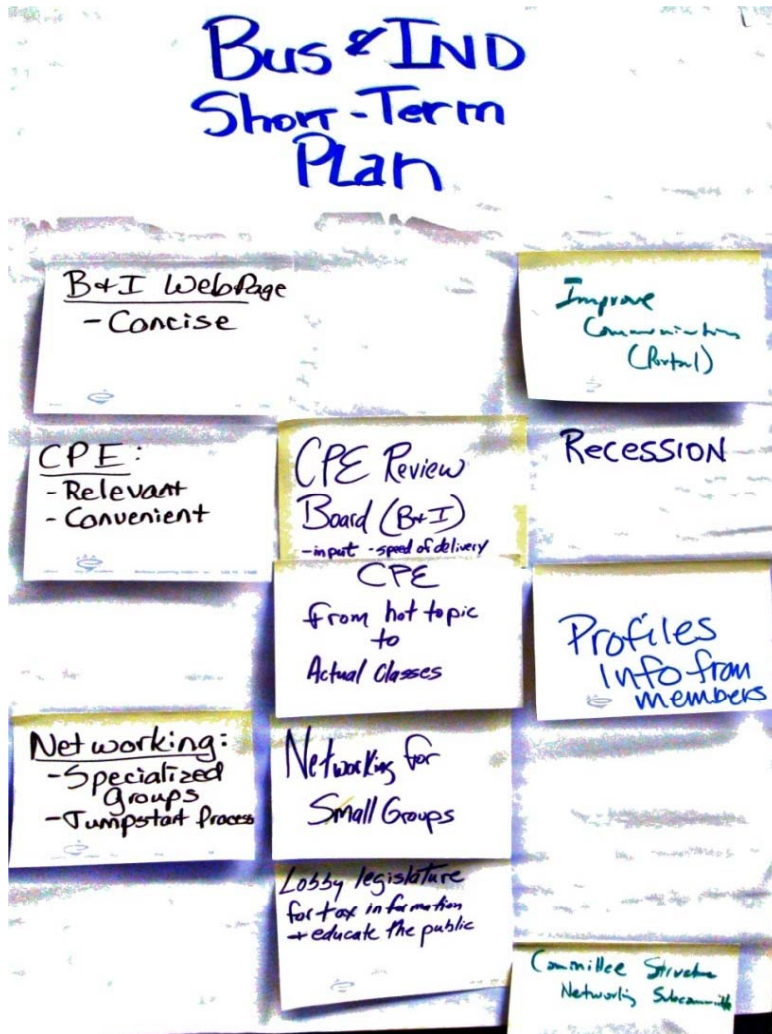 Bus & IND
Short-Term
Plan
B+I WebPage
- Concise
Improve
Communication
(Portal)
CPE:
- Relevant
- Convenient
CPE Review
Board (B+I)
- input - speed of delivery
RECESSION
CPE
from hot topic
to
Actual Classes
Profiles
Info from
members
Networking:
- Specialized
Groups
- Jumpstart Process
Networking for
Small Groups
Lobby legislature
for tax information
+ educate the public
Committee Structure
Networking Subcommittee